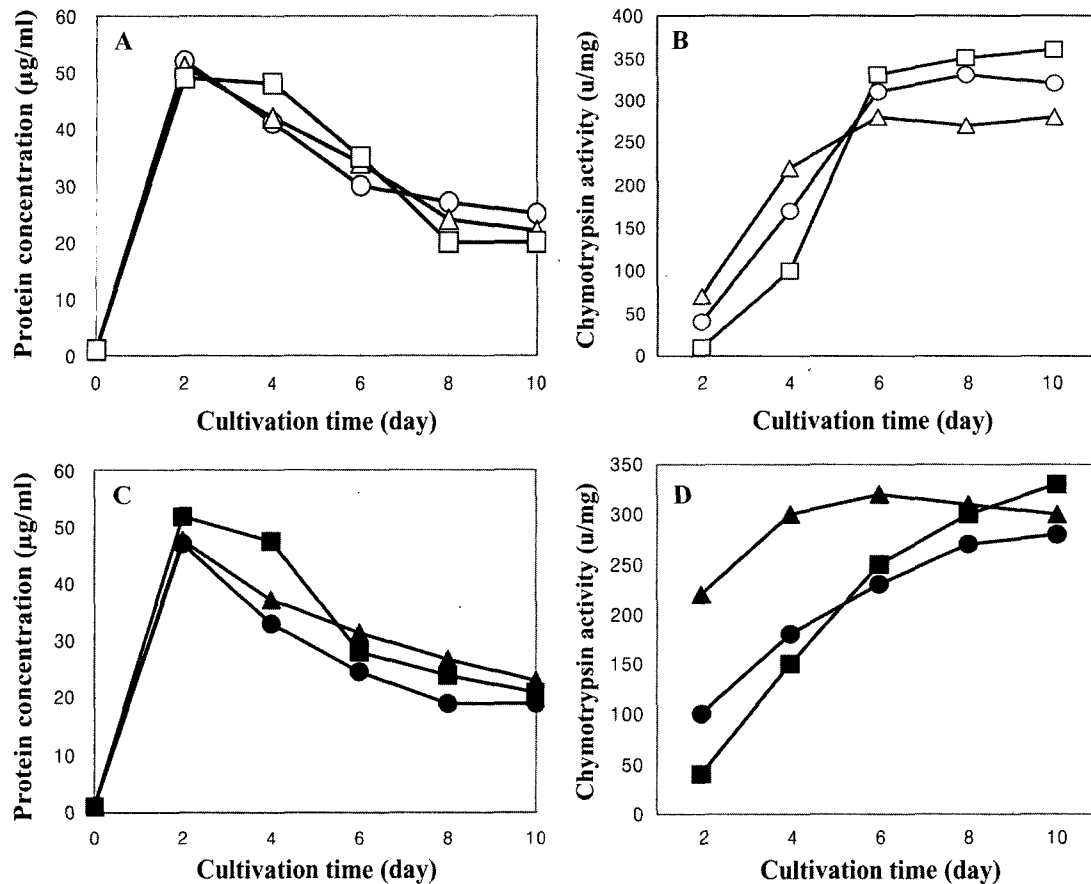 A
Protein concentration (µg/ml)
60
50
40
30
20
10
0
0 2 4 6 8 10
Cultivation time (day)
B
Chymotrypsin activity (u/mg)
400
350
300
250
200
150
100
50
0
2 4 6 8 10
Cultivation time (day)
C
Protein concentration (µg/ml)
60
50
40
30
20
10
0
0 2 4 6 8 10
Cultivation time (day)
D
Chymotrypsin activity (u/mg)
350
300
250
200
150
100
50
0
2 4 6 8 10
Cultivation time (day)